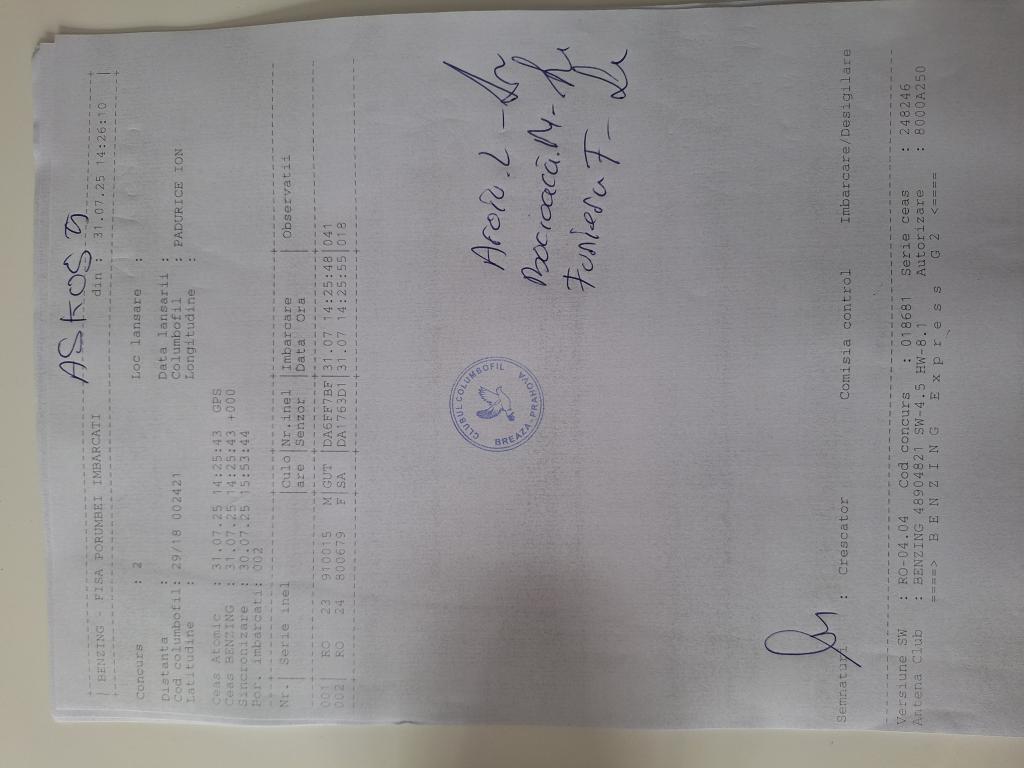 ASKOS
| BENZING - FISA PORUMBEI IMBARCATI din : 31.07.25 14:26:10 |
Concurs : 2 Loc lansare :
Distanta : Data lansarii :
Cod columbofil: 29/18 002421 Columbofil : PADURICE ION
Latitudine : Longitudine :
Ceas Atomic : 31.07.25 14:25:43 GPS
Ceas BENZING : 31.07.25 14:25:43 +000
Sincronizare : 30.07.25 15:53:44
Por. imbarcati: 002
Nr.| Serie inel |Culo|Nr.inel |Imbarcare |Observatii
|are |Senzor |Data Ora |
001| RO 23 910015 M|GUT |DA6FF7BF|31.07 14:25:48|041
002| RO 24 800679 F|SA |DA1763D1|31.07 14:25:55|018
CLUBUL COLUMBOFIL
BREAZA-PRAHOVA
L -
M-
F -
Semnaturi : Crescator Comisia control Imbarcare/Desigilare
Versiune SW : RO-04.04 Cod concurs : 018681 Serie ceas : 248246
Antena Club : BENZING 48904821 SW-4.5 HW-8.1 Autorizare : 8000A250
====> B E N Z I N G E x p r e s s G 2 <====